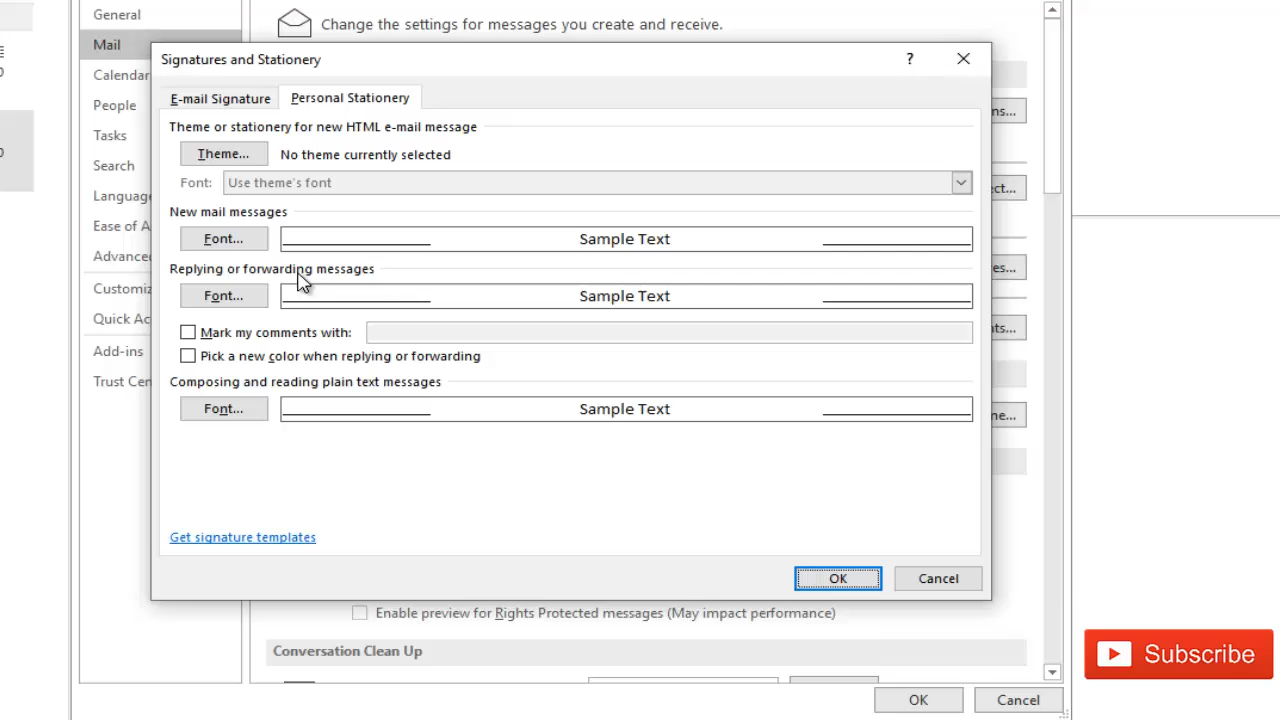 General
Change the settings for messages you create and receive.
Mail
Signatures and Stationery
?
Calendar
E-mail Signature
Personal Stationery
People
ns...
Theme or stationery for new HTML e-mail message
Tasks
Theme...
No theme currently selected
Search
Font:
Use theme's font
Language
ect...
New mail messages
Ease of A
Font...
Sample Text
Advance
Replying or forwarding messages
es...
Customiz
Font...
Sample Text
Quick Ac
Mark my comments with:
nts...
Add-ins
Pick a new color when replying or forwarding
Trust Cen
Composing and reading plain text messages
Font...
Sample Text
ne...
Get signature templates
OK
Cancel
Enable preview for Rights Protected messages (May impact performance)
Conversation Clean Up
Subscribe
OK
Cancel